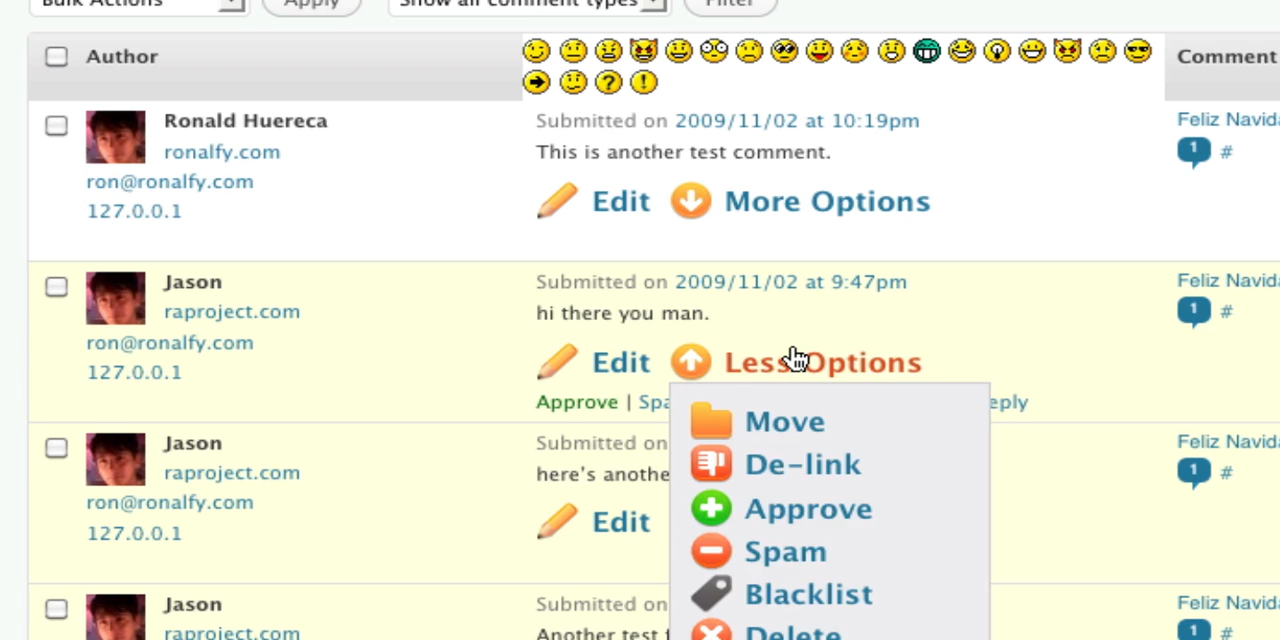 Bulk Actions Apply Show all comment types Filter
Author Comment
Ronald Huereca
ronalfy.com
ron@ronalfy.com
127.0.0.1
Submitted on 2009/11/02 at 10:19pm
This is another test comment.
Edit More Options
Feliz Navid
1 #
Jason
raproject.com
ron@ronalfy.com
127.0.0.1
Submitted on 2009/11/02 at 9:47pm
hi there you man.
Edit Less Options
Approve | Spa eply
Feliz Navid
1 #
Move
De-link
Approve
Spam
Blacklist
Delete
Jason
raproject.com
ron@ronalfy.com
127.0.0.1
Submitted on
here's anothe
Edit
Feliz Navid
1 #
Jason
raproject.com
Submitted on
Another test
Feliz Navid
1 #